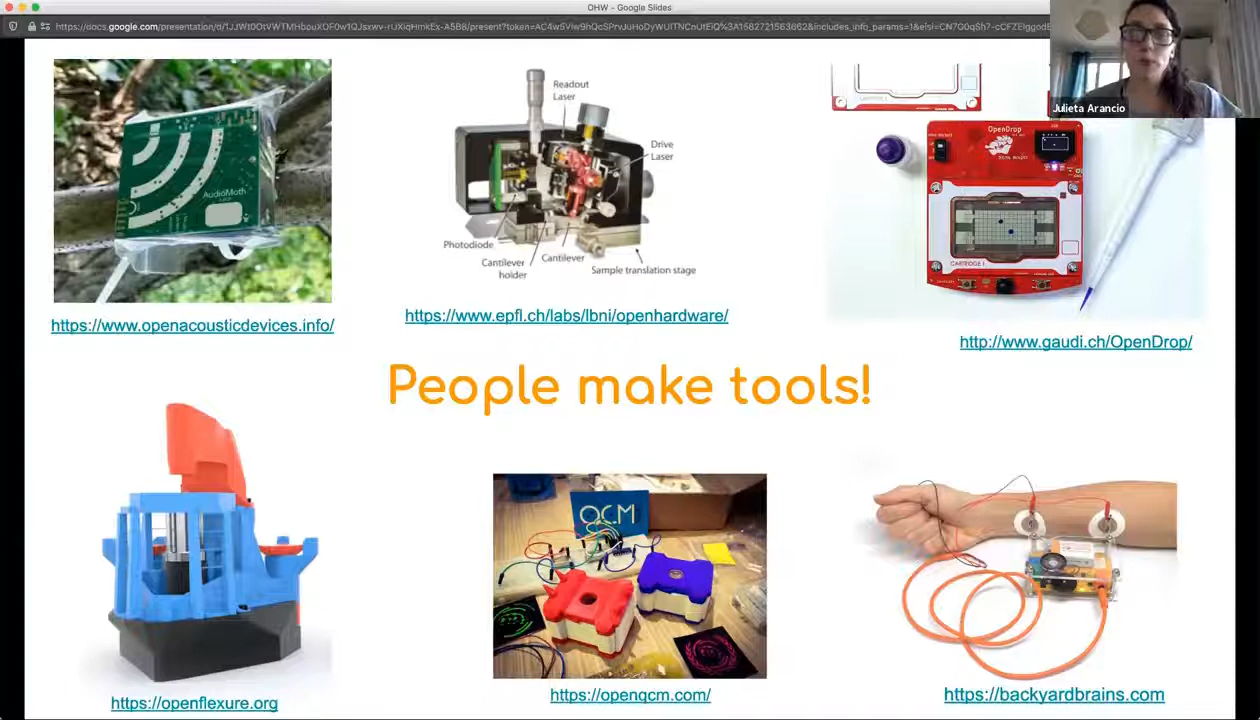 OHW - Google Slides
Julieta Arancio
AudioMoth
https://www.openacousticdevices.info/
Readout
Laser
Drive
Laser
Photodiode
Cantilever
holder
Cantilever
Sample translation stage
https://www.epfl.ch/labs/lbni/openhardware/
OpenDrop
CARTRIDGE
http://www.gaudi.ch/OpenDrop/
People make tools!
https://openflexure.org
QCM
https://openqcm.com/
https://backyardbrains.com